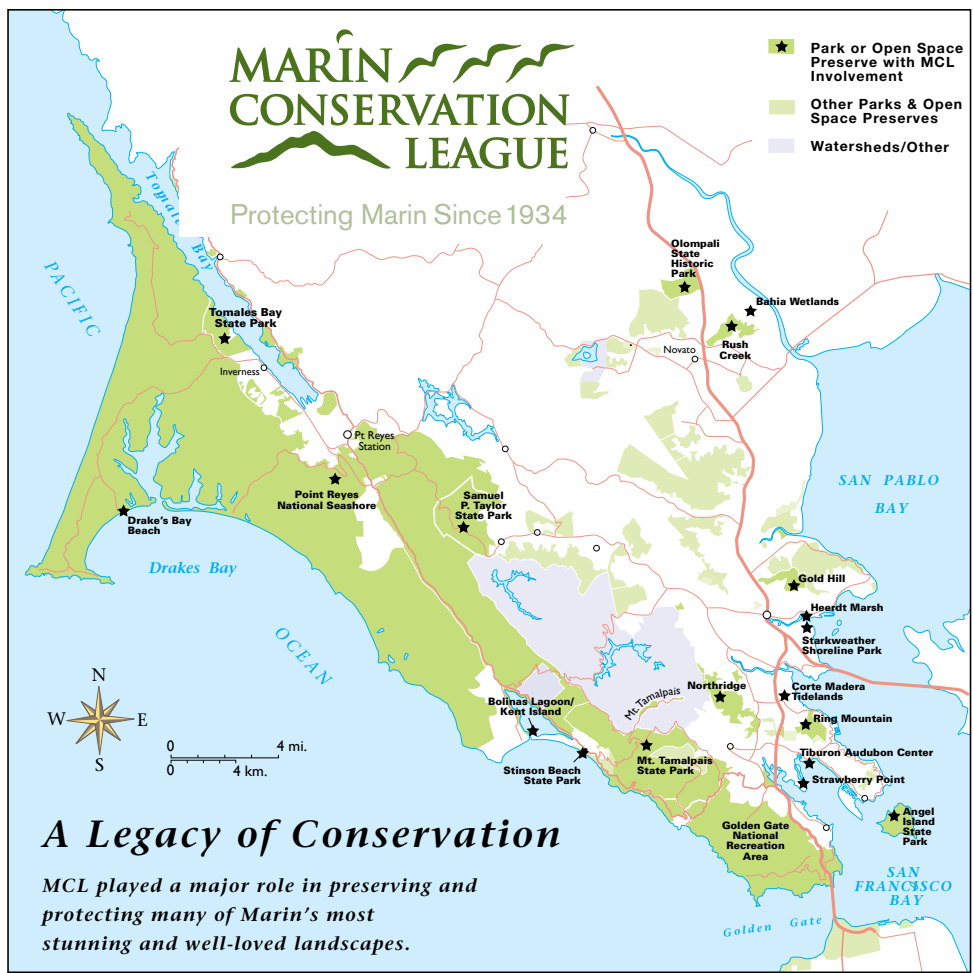 MARIN
CONSERVATION
LEAGUE
Protecting Marin Since 1934
Park or Open Space
Preserve with MCL
Involvement
Other Parks & Open
Space Preserves
Watersheds/Other
Tomales Bay
PACIFIC
Olompali
State
Historic
Park
Bahia Wetlands
Rush
Creek
Novato
Tomales Bay
State Park
Inverness
Pt Reyes
Station
Point Reyes
National Seashore
Samuel
P. Taylor
State Park
SAN PABLO
BAY
Drake's Bay
Beach
Drakes Bay
Gold Hill
Heerdt Marsh
Starkweather
Shoreline Park
OCEAN
Mt. Tamalpais
Northridge
Corte Madera
Tidelands
Ring Mountain
Bolinas Lagoon/
Kent Island
Tiburon Audubon Center
Strawberry Point
Stinson Beach
State Park
Mt. Tamalpais
State Park
N
W
E
S
0
4 mi.
0
4 km.
Angel
Island
State
Park
Golden Gate
National
Recreation
Area
SAN
FRANCISCO
BAY
Golden Gate
A Legacy of Conservation
MCL played a major role in preserving and
protecting many of Marin's most
stunning and well-loved landscapes.